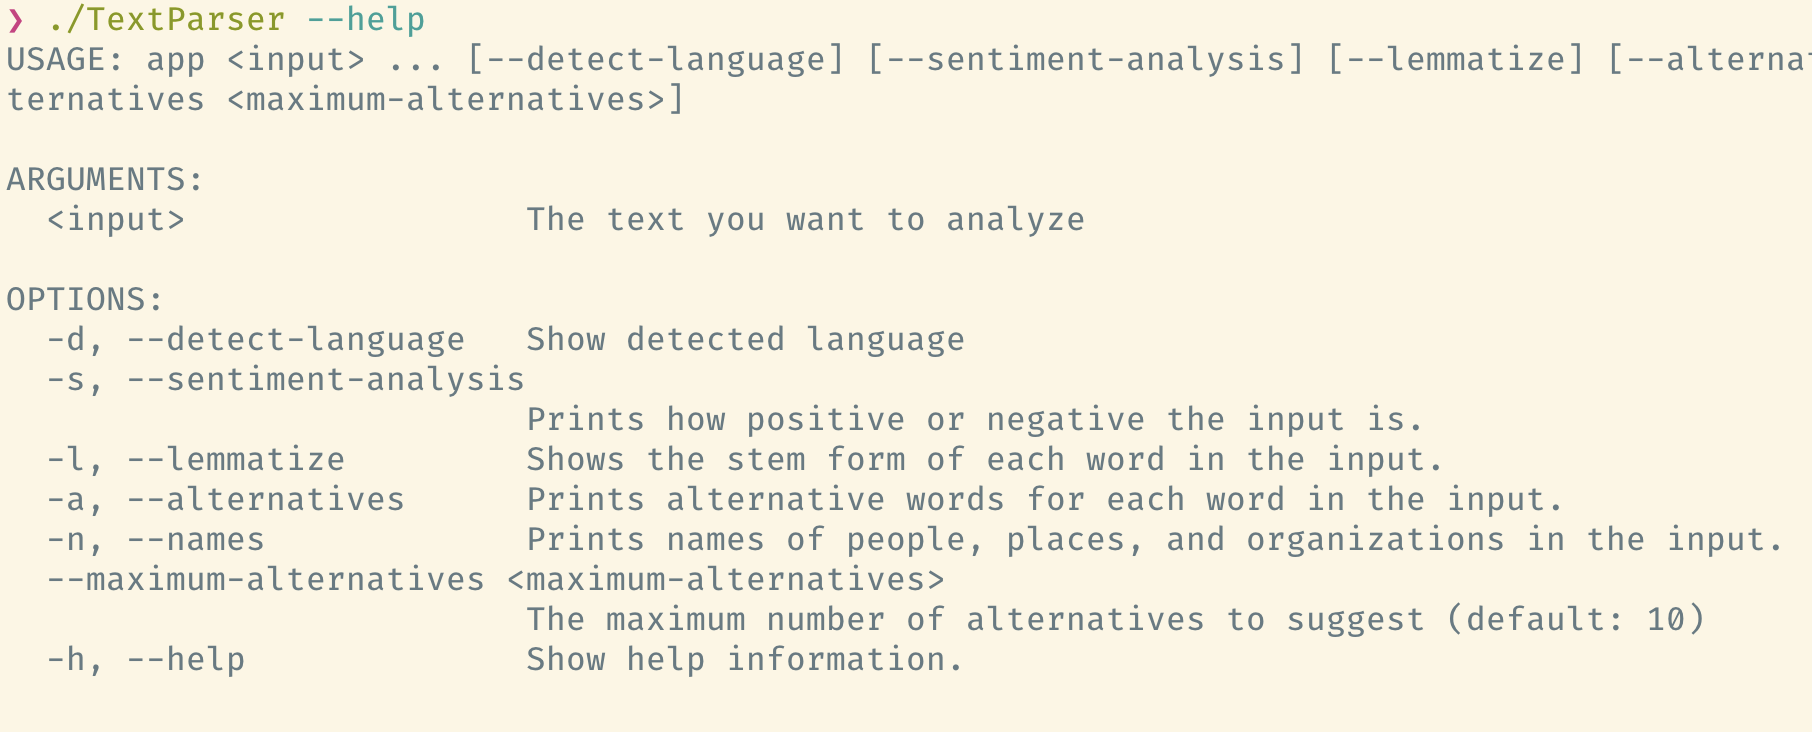 ❯ ./TextParser --help
USAGE: app <input> ... [--detect-language] [--sentiment-analysis] [--lemmatize] [--alterna
ternatives <maximum-alternatives>]
ARGUMENTS:
<input> The text you want to analyze
OPTIONS:
-d, --detect-language Show detected language
-s, --sentiment-analysis
Prints how positive or negative the input is.
-l, --lemmatize Shows the stem form of each word in the input.
-a, --alternatives Prints alternative words for each word in the input.
-n, --names Prints names of people, places, and organizations in the input.
--maximum-alternatives <maximum-alternatives>
The maximum number of alternatives to suggest (default: 10)
-h, --help Show help information.